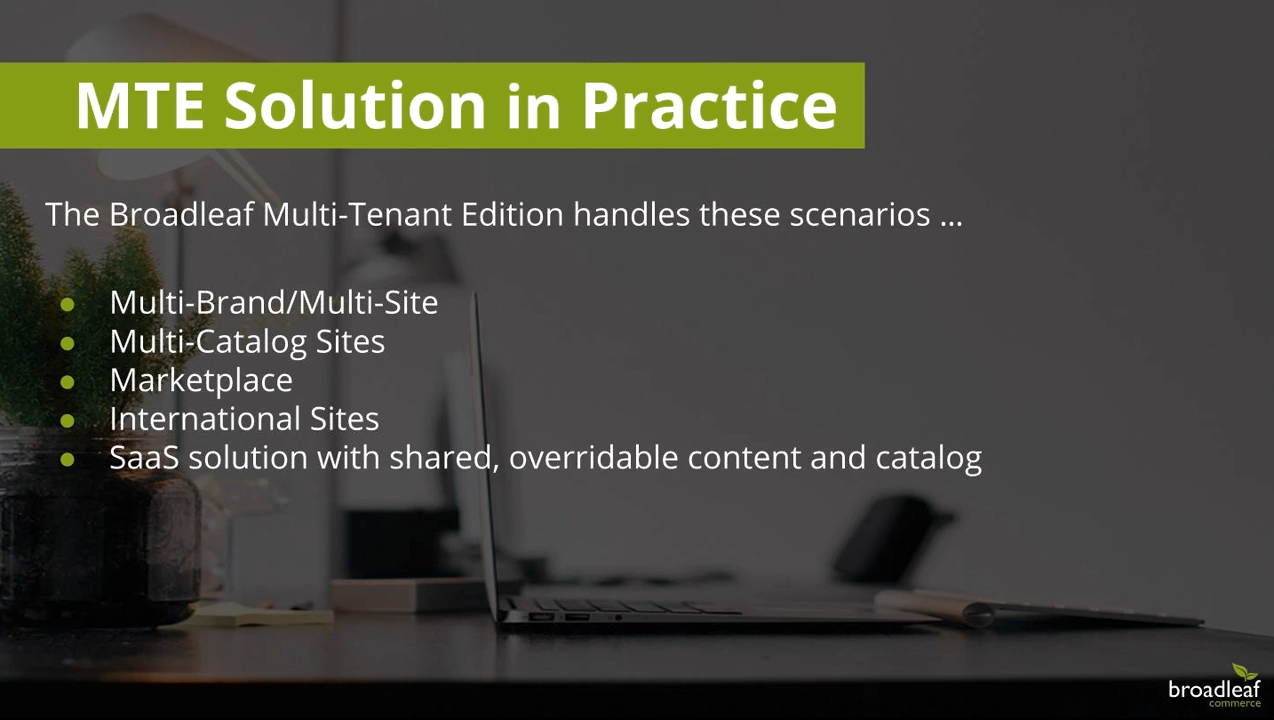 MTE Solution in Practice
The Broadleaf Multi-Tenant Edition handles these scenarios ...
● Multi-Brand/Multi-Site
● Multi-Catalog Sites
● Marketplace
● International Sites
● SaaS solution with shared, overridable content and catalog
broadleaf
commerce